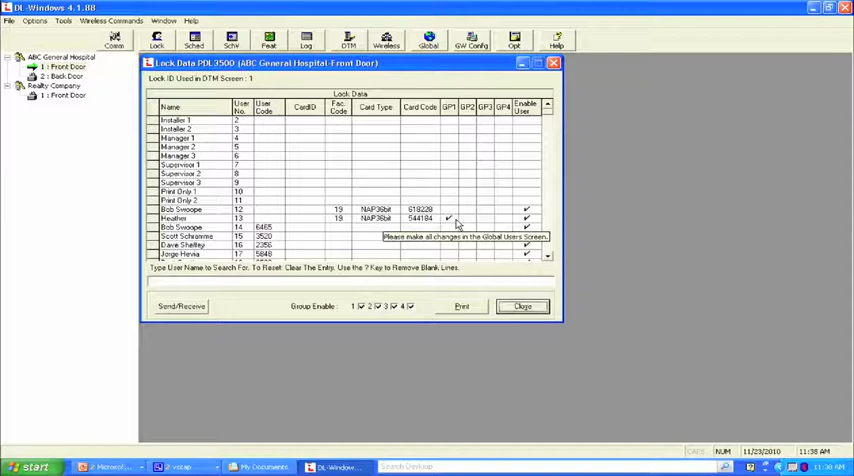 DL-Windows 4.1.88
File Options Tools Wireless Commands Window Help
Comm Lock Sched Schv Feat Log DTM Wireless Global GW Config Opt Help
ABC General Hospital
1 : Front Door
2 : Back Door
Realty Company
1 : Front Door
Lock Data PDL3500 (ABC General Hospital-Front Door)
Lock ID Used in DTM Screen : 1
Lock Data
Name User No. User Code CardID Fac. Code Card Type Card Code GP1 GP2 GP3 GP4 Enable User
Installer 1 2
Installer 2 3
Manager 1 4
Manager 2 5
Manager 3 6
Supervisor 1 7
Supervisor 2 8
Supervisor 3 9
Print Only 1 10
Print Only 2 11
Bob Swoope 12 19 NAP36bit 618228 ✓
Heather 13 19 NAP36bit 544184 ✓ ✓
Bob Swoope 14 6465 ✓
Scott Schramme 15 3520
Please make all changes in the Global Users Screen.
Dave Sheffey 16 2356 ✓
Jorge Hevia 17 5848 ✓
Type User Name to Search For. To Reset: Clear The Entry. Use the ? Key to Remove Blank Lines.
Send/Receive Group Enable : 1 ✓ 2 ✓ 3 ✓ 4 ✓ Print Close
CAPS NUM 11/23/2010 11:38 AM
start 2 Microsof... 2 vscap My Documents DL-Window... Search Desktop 11:38 AM